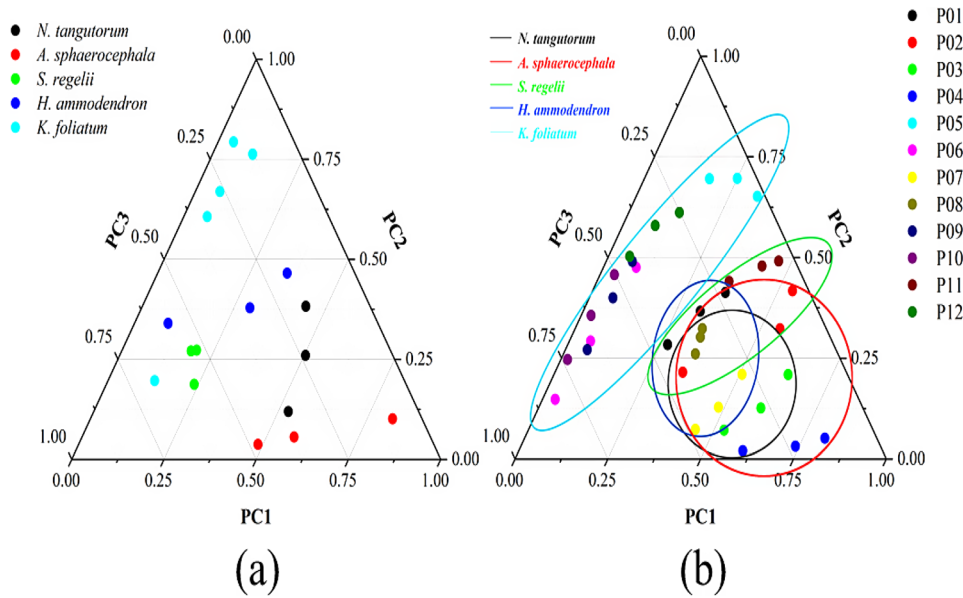 N. tangutorum
A. sphaerocephala
S. regelii
H. ammodendron
K. foliatum
0.00
1.00
0.25
0.75
PC3
PC2
0.50
0.50
0.75
0.25
1.00
0.00
0.00
0.25
0.50
0.75
1.00
PC1
(a)
N. tangutorum
A. sphaerocephala
S. regelii
H. ammodendron
K. foliatum
0.00
1.00
0.25
0.75
PC3
PC2
0.50
0.50
0.75
0.25
1.00
0.00
0.00
0.25
0.50
0.75
1.00
PC1
(b)
P01
P02
P03
P04
P05
P06
P07
P08
P09
P10
P11
P12